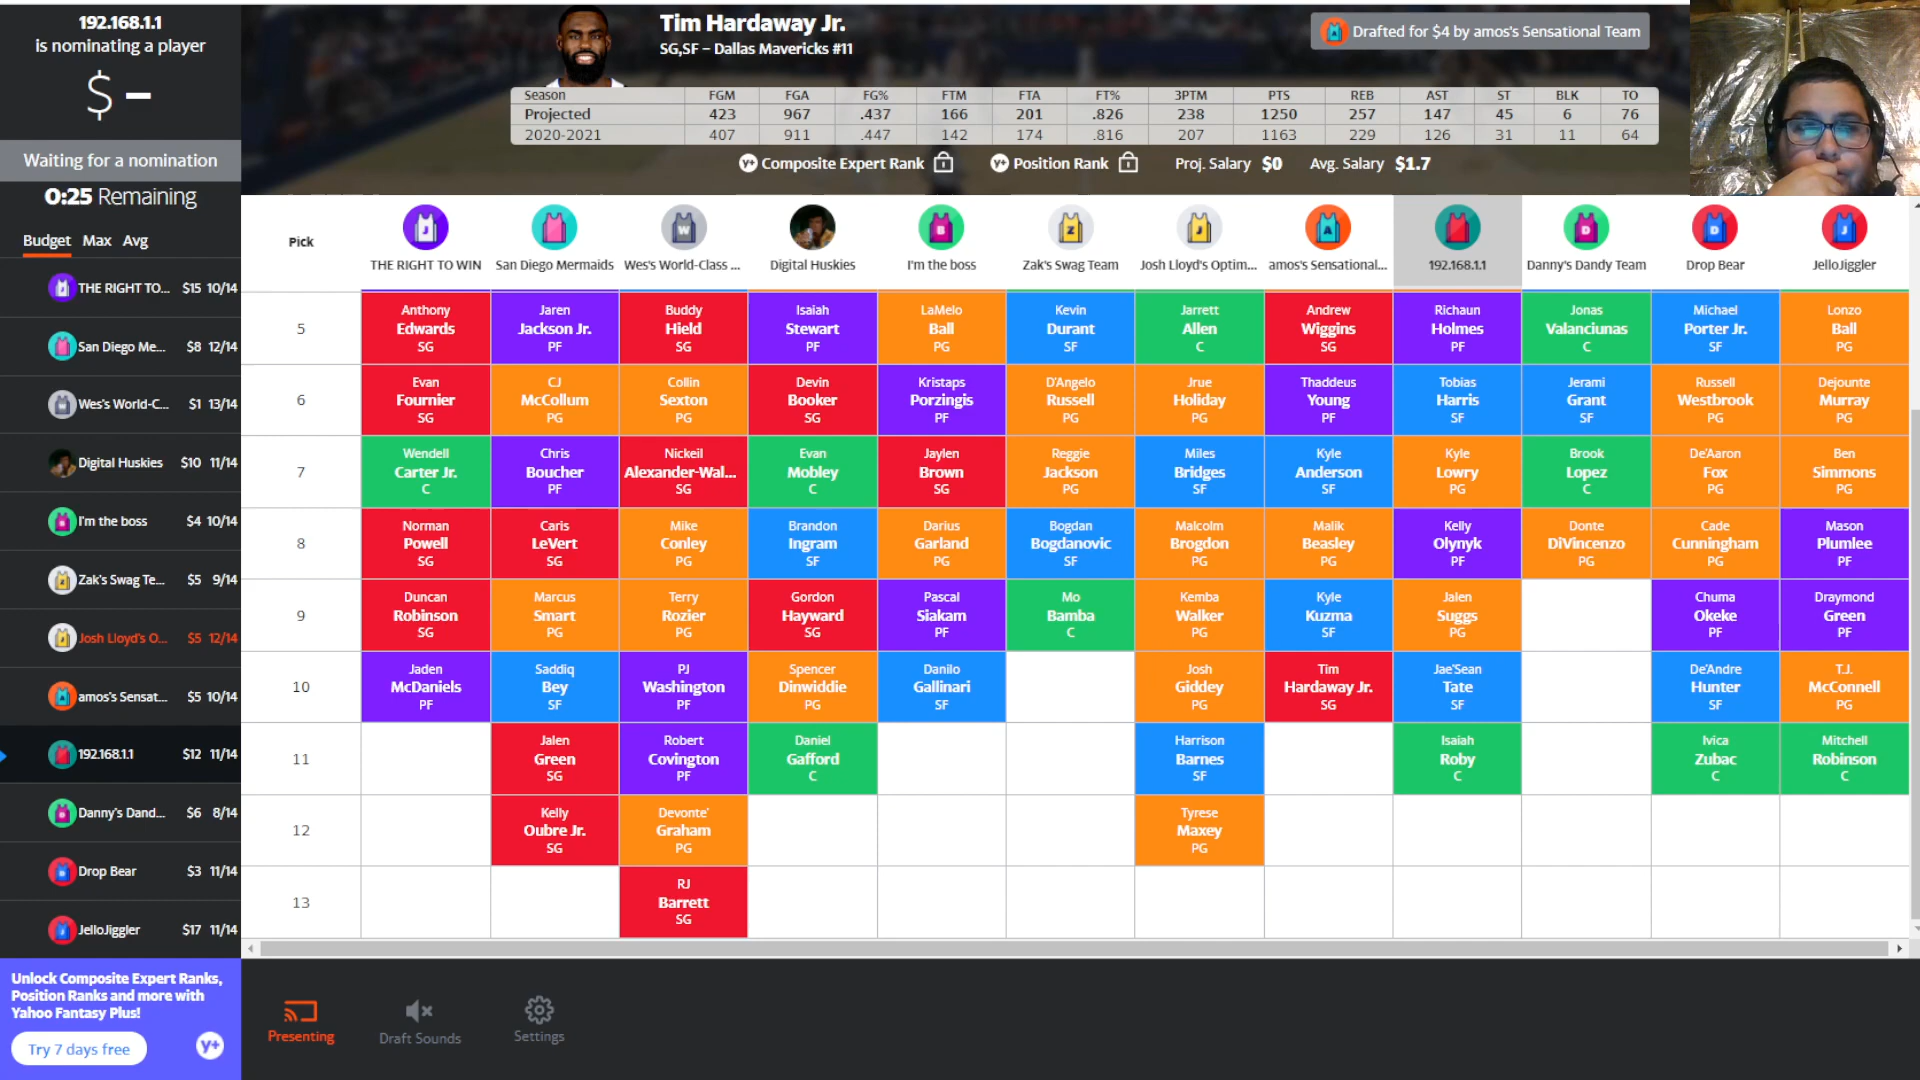 192.168.1.1
is nominating a player
$ –
Waiting for a nomination
0:25 Remaining
Budget Max Avg
THE RIGHT TO... $15 10/14
San Diego Me... $8 12/14
Wes's World-C... $1 13/14
Digital Huskies $10 11/14
I'm the boss $4 10/14
Zak's Swag Te... $5 9/14
Josh Lloyd's O... $5 12/14
amos's Sensat... $5 10/14
192.168.1.1 $12 11/14
Danny's Dand... $6 8/14
Drop Bear $3 11/14
JelloJiggler $17 11/14
Unlock Composite Expert Ranks,
Position Ranks and more with
Yahoo Fantasy Plus!
Try 7 days free y+
Tim Hardaway Jr.
SG,SF – Dallas Mavericks #11
A Drafted for $4 by amos's Sensational Team
Season FGM FGA FG% FTM FTA FT% 3PTM PTS REB AST ST BLK TO
Projected 423 967 .437 166 201 .826 238 1250 257 147 45 6 76
2020-2021 407 911 .447 142 174 .816 207 1163 229 126 31 11 64
y+ Composite Expert Rank y+ Position Rank Proj. Salary $0 Avg. Salary $1.7
J W B Z J A D D J
Pick THE RIGHT TO WIN San Diego Mermaids Wes's World-Class ... Digital Huskies I'm the boss Zak's Swag Team Josh Lloyd's Optim... amos's Sensational... 192.168.1.1 Danny's Dandy Team Drop Bear JelloJiggler
Anthony Jaren Buddy Isaiah LaMelo Kevin Jarrett Andrew Richaun Jonas Michael Lonzo
5 Edwards Jackson Jr. Hield Stewart Ball Durant Allen Wiggins Holmes Valanciunas Porter Jr. Ball
SG PF SG PF PG SF C SG PF C SF PG
Evan CJ Collin Devin Kristaps D'Angelo Jrue Thaddeus Tobias Jerami Russell Dejounte
6 Fournier McCollum Sexton Booker Porzingis Russell Holiday Young Harris Grant Westbrook Murray
SG PG PG SG PF PG PG PF SF SF PG PG
Wendell Chris Nickeil Evan Jaylen Reggie Miles Kyle Kyle Brook De'Aaron Ben
7 Carter Jr. Boucher Alexander-Wal... Mobley Brown Jackson Bridges Anderson Lowry Lopez Fox Simmons
C PF SG C SG PG SF SF PG C PG PG
Norman Caris Mike Brandon Darius Bogdan Malcolm Malik Kelly Donte Cade Mason
8 Powell LeVert Conley Ingram Garland Bogdanovic Brogdon Beasley Olynyk DiVincenzo Cunningham Plumlee
SG SG PG SF PG SF PG PG PF PG PG PF
Duncan Marcus Terry Gordon Pascal Mo Kemba Kyle Jalen Chuma Draymond
9 Robinson Smart Rozier Hayward Siakam Bamba Walker Kuzma Suggs Okeke Green
SG PG PG SG PF C PG SF PG PF PF
Jaden Saddiq PJ Spencer Danilo Josh Tim Jae'Sean De'Andre T.J.
10 McDaniels Bey Washington Dinwiddie Gallinari Giddey Hardaway Jr. Tate Hunter McConnell
PF SF PF PG SF PG SG SF SF PG
Jalen Robert Daniel Harrison Isaiah Ivica Mitchell
11 Green Covington Gafford Barnes Roby Zubac Robinson
SG PF C SF C C C
Kelly Devonte' Tyrese
12 Oubre Jr. Graham Maxey
SG PG PG
RJ
13 Barrett
SG
Presenting Draft Sounds Settings